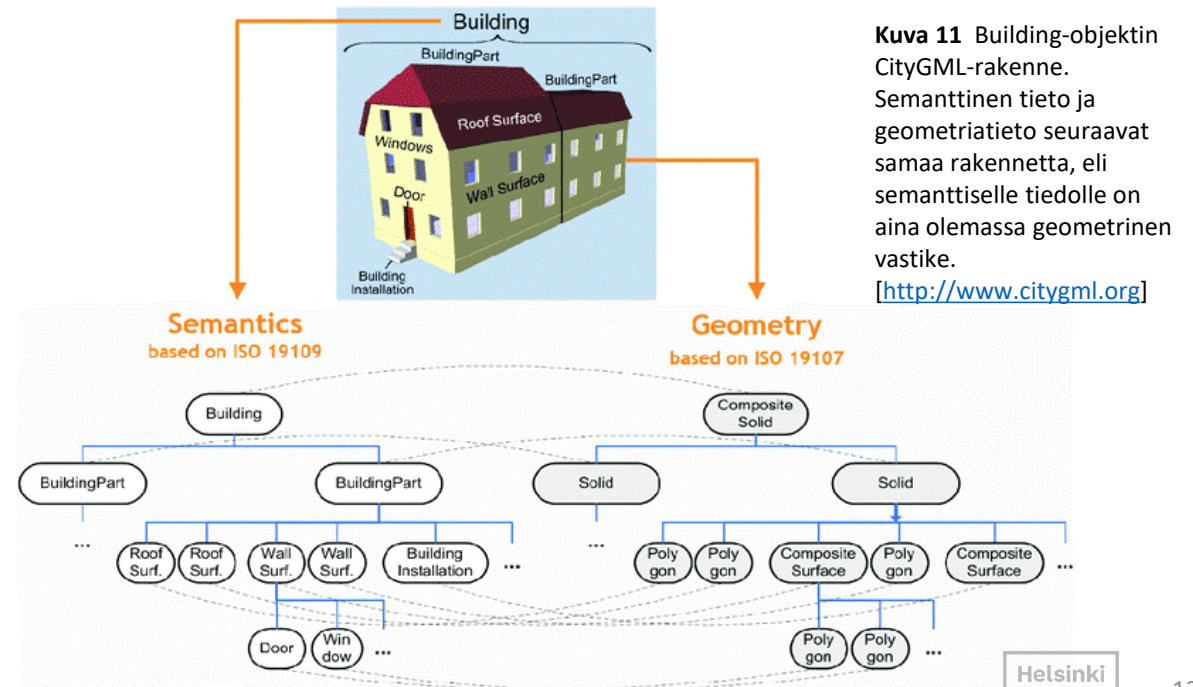 Building
BuildingPart
BuildingPart
Roof Surface
Windows
Wall Surface
Door
Building
Installation
Kuva 11 Building-objektin
CityGML-rakenne.
Semanttinen tieto ja
geometriatieto seuraavat
samaa rakennetta, eli
semanttiselle tiedolle on
aina olemassa geometrinen
vastike.
[http://www.citygml.org]
Semantics
based on ISO 19109
Geometry
based on ISO 19107
Building
Composite
Solid
BuildingPart
BuildingPart
Solid
Solid
...
Roof
Surf.
Roof
Surf.
Wall
Surf.
Wall
Surf.
Building
Installation
...
...
Poly
gon
Poly
gon
Composite
Surface
Poly
gon
Composite
Surface
...
Door
Win
dow
...
Poly
gon
Poly
gon
...
Helsinki